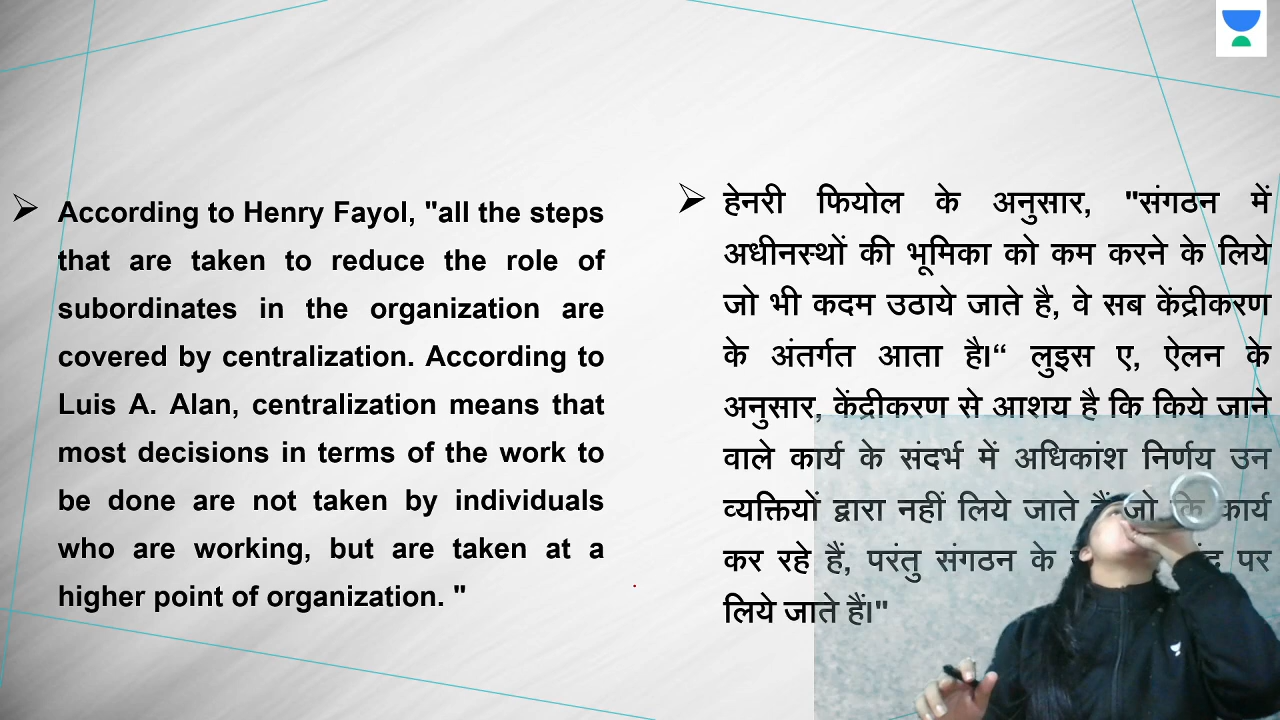 According to Henry Fayol, "all the steps
that are taken to reduce the role of
subordinates in the organization are
covered by centralization. According to
Luis A. Alan, centralization means that
most decisions in terms of the work to
be done are not taken by individuals
who are working, but are taken at a
higher point of organization. "
हेनरी फियोल के अनुसार, "संगठन में
अधीनस्थों की भूमिका को कम करने के लिये
जो भी कदम उठाये जाते है, वे सब केंद्रीकरण
के अंतर्गत आता है।“ लुइस ए, ऐलन के
अनुसार, केंद्रीकरण से आशय है कि किये जाने
वाले कार्य के संदर्भ में अधिकांश निर्णय उन
व्यक्तियों द्वारा नहीं लिये जाते हैं जो कि कार्य
कर रहे हैं, परंतु संगठन के पर
लिये जाते हैं।"